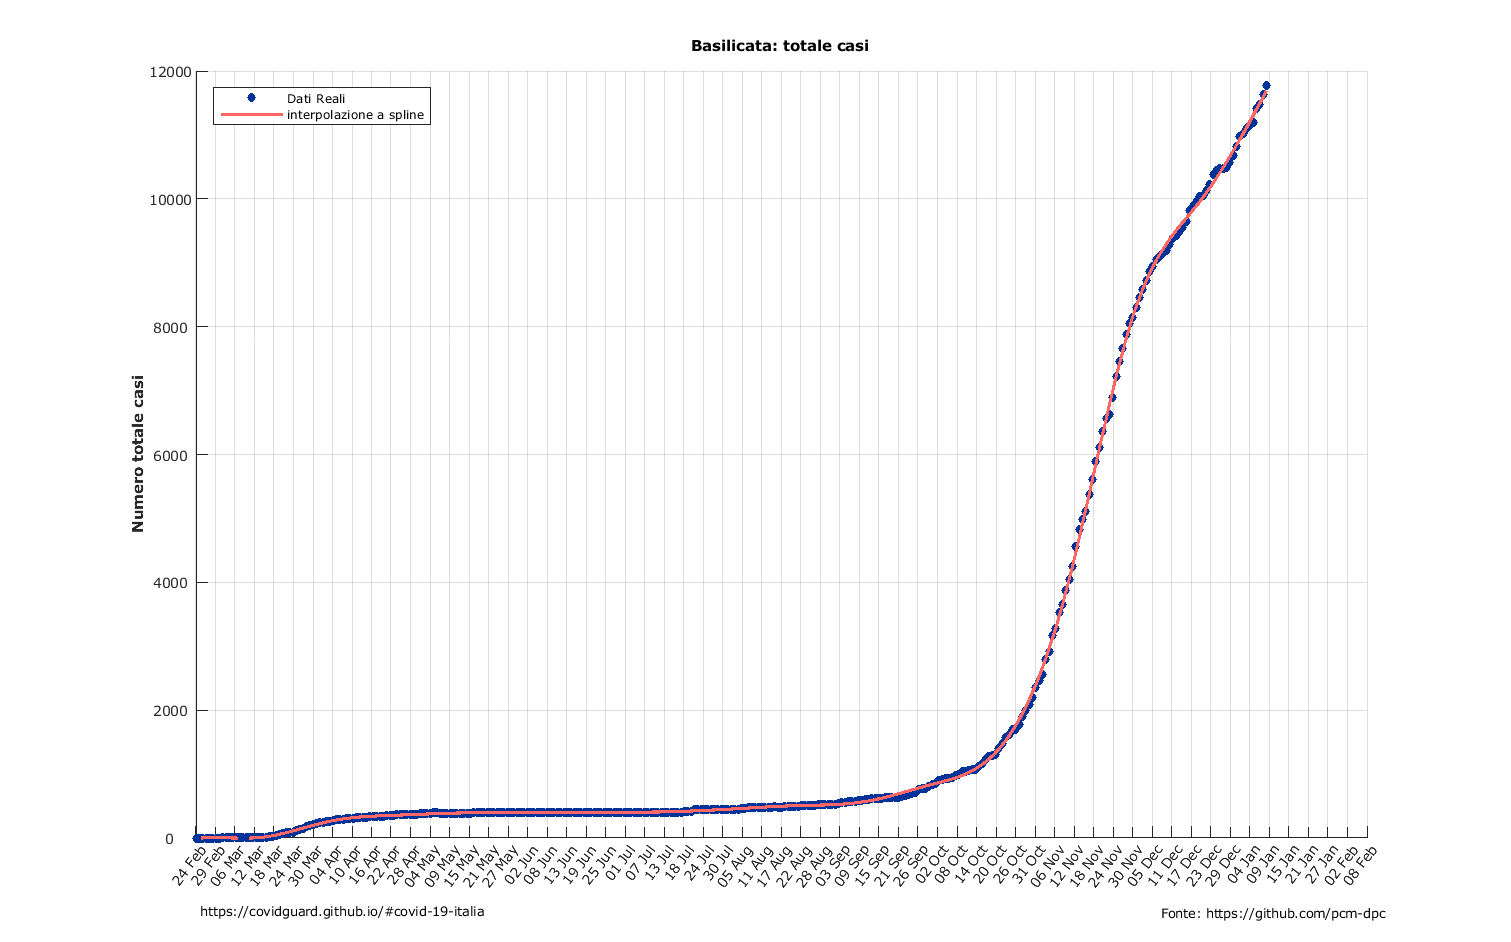 Basilicata: totale casi
12000
10000
8000
6000
4000
2000
0
Numero totale casi
Dati Reali
interpolazione a spline
24 Feb
29 Feb
06 Mar
12 Mar
18 Mar
24 Mar
30 Mar
04 Apr
10 Apr
16 Apr
22 Apr
28 Apr
04 May
09 May
15 May
21 May
27 May
02 Jun
08 Jun
13 Jun
19 Jun
25 Jun
01 Jul
07 Jul
13 Jul
18 Jul
24 Jul
30 Jul
05 Aug
11 Aug
17 Aug
22 Aug
28 Aug
03 Sep
09 Sep
15 Sep
21 Sep
26 Sep
02 Oct
08 Oct
14 Oct
20 Oct
26 Oct
31 Oct
06 Nov
12 Nov
18 Nov
24 Nov
30 Nov
05 Dec
11 Dec
17 Dec
23 Dec
29 Dec
04 Jan
09 Jan
15 Jan
21 Jan
27 Jan
02 Feb
08 Feb
https://covidguard.github.io/#covid-19-italia
Fonte: https://github.com/pcm-dpc